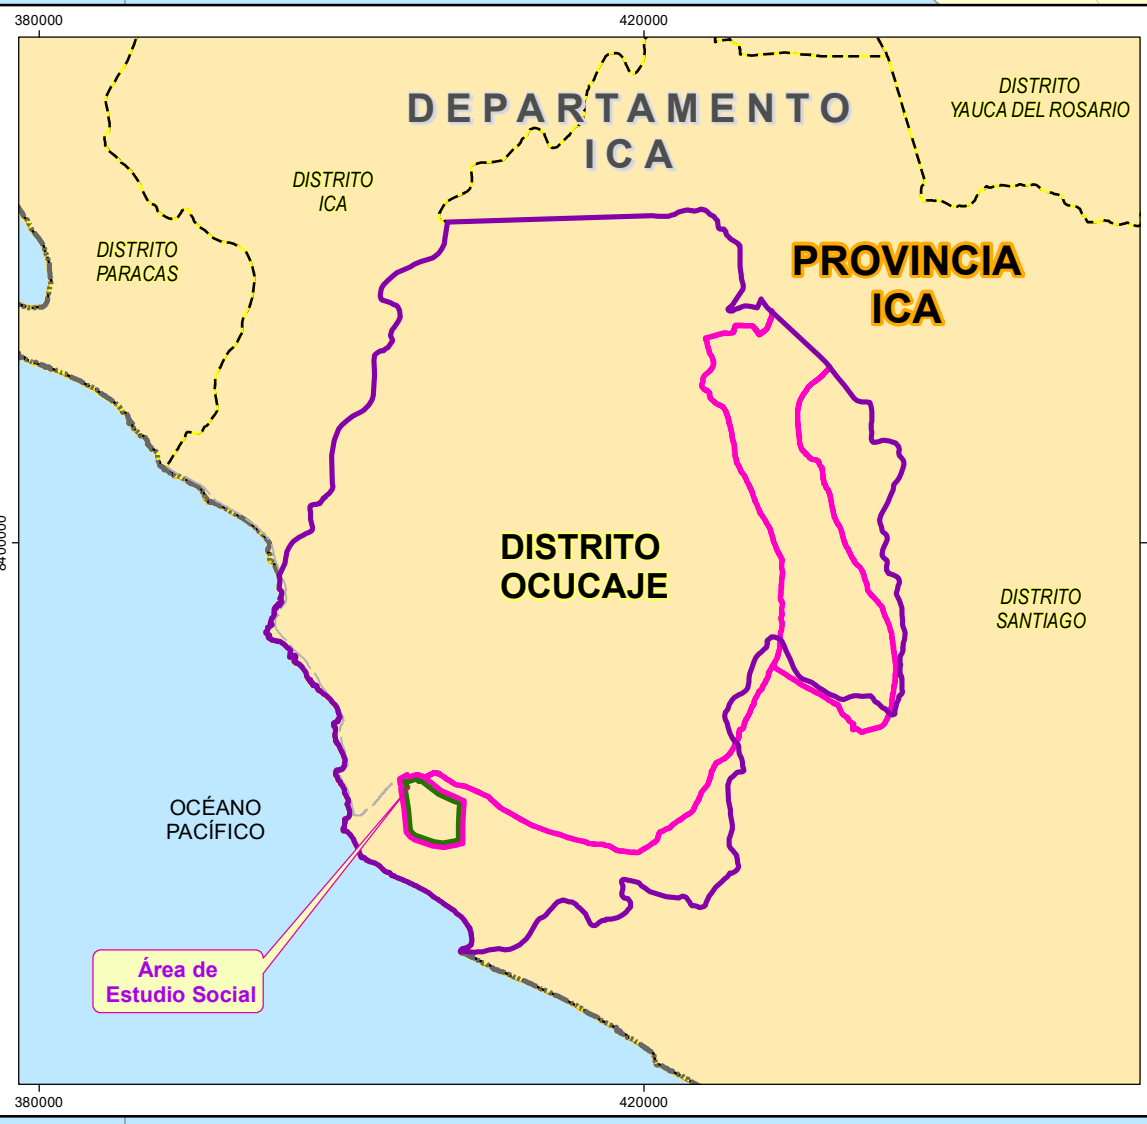 380000
420000
DISTRITO
YAUCA DEL ROSARIO
DEPARTAMENTO
ICA
DISTRITO
ICA
DISTRITO
PARACAS
PROVINCIA
ICA
DISTRITO
OCUCAJE
DISTRITO
SANTIAGO
OCÉANO
PACÍFICO
Área de
Estudio Social
380000
420000